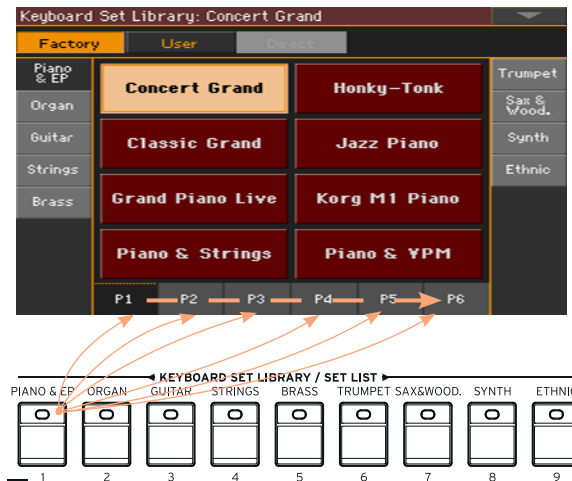 Keyboard Set Library: Concert Grand
Factory User Direct
Piano & EP
Organ
Guitar
Strings
Brass
Concert Grand Honky-Tonk
Classic Grand Jazz Piano
Grand Piano Live Korg M1 Piano
Piano & Strings Piano & YPM
Trumpet
Sax & Wood.
Synth
Ethnic
P1 P2 P3 P4 P5 P6
KEYBOARD SET LIBRARY / SET LIST
PIANO & EP ORGAN GUITAR STRINGS BRASS TRUMPET SAX&WOOD. SYNTH ETHNIC
1 2 3 4 5 6 7 8 9